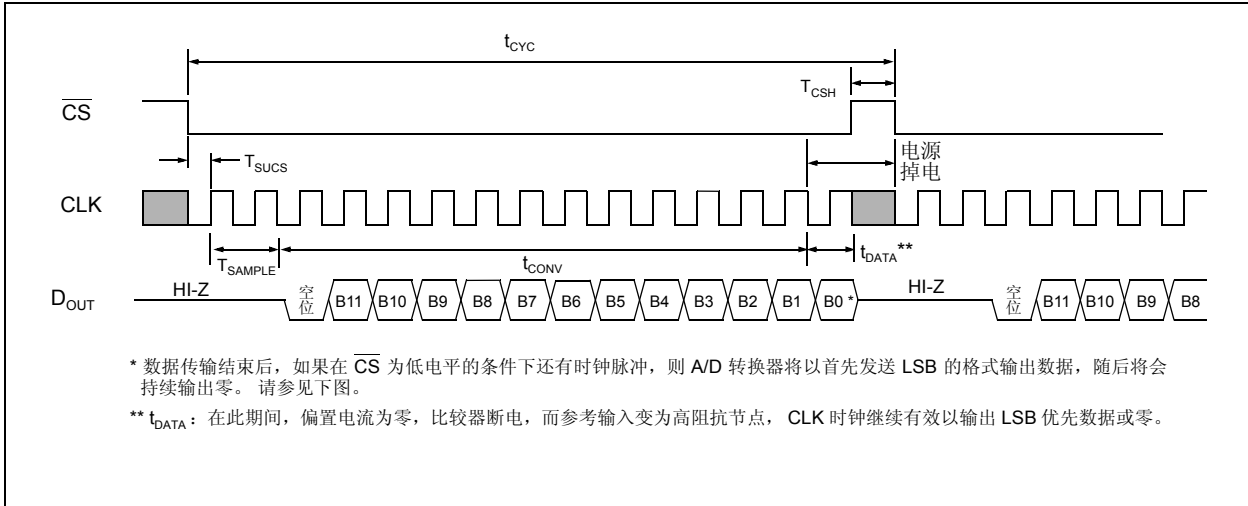 tCYC
TCSH
CS
TSUCS
电源
掉电
CLK
TSAMPLE
tCONV
tDATA**
DOUT
HI-Z 空位 B11 B10 B9 B8 B7 B6 B5 B4 B3 B2 B1 B0 * HI-Z 空位 B11 B10 B9 B8
* 数据传输结束后，如果在 CS 为低电平的条件下还有时钟脉冲，则 A/D 转换器将以首先发送 LSB 的格式输出数据，随后将会
持续输出零。 请参见下图。
** tDATA： 在此期间，偏置电流为零，比较器断电，而参考输入变为高阻抗节点， CLK 时钟继续有效以输出 LSB 优先数据或零。